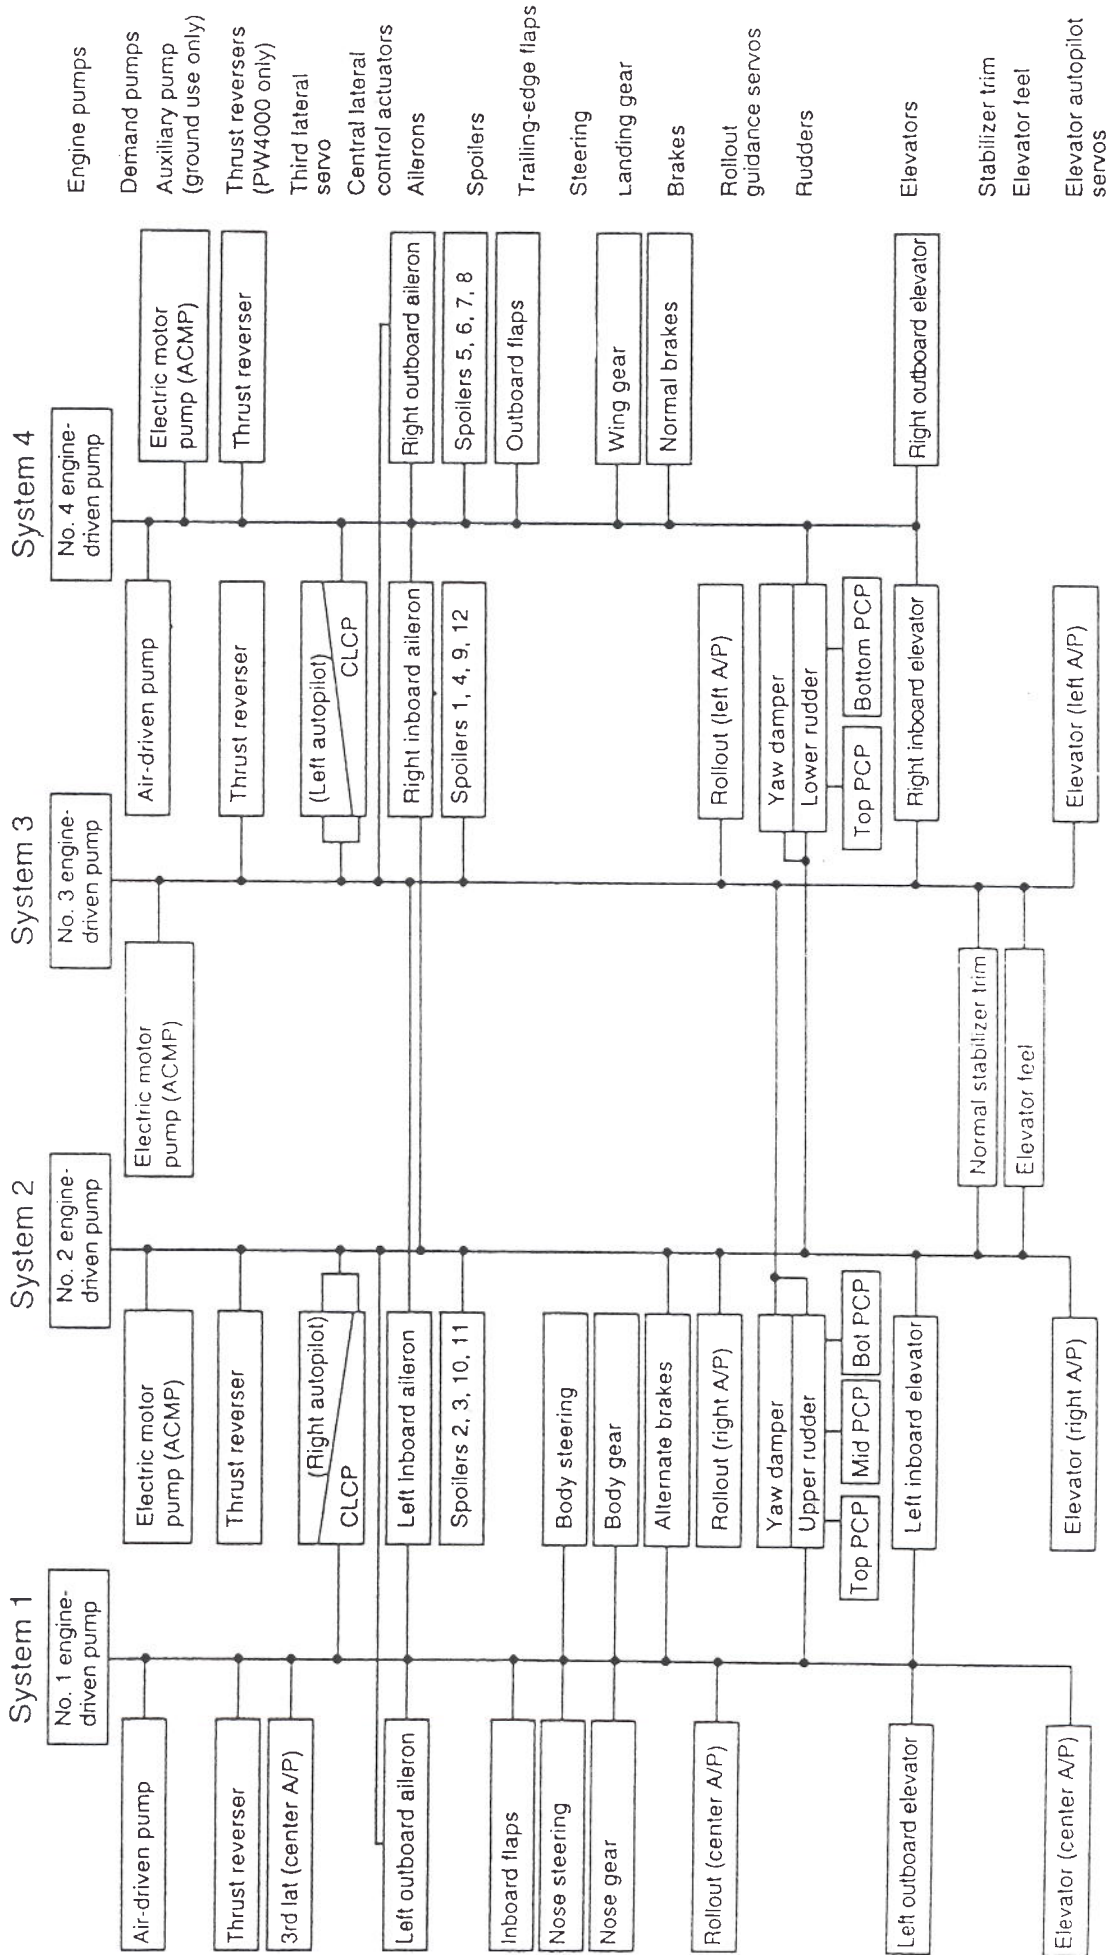 System 1
System 2
System 3
System 4
No. 1 engine-
driven pump
No. 2 engine-
driven pump
No. 3 engine-
driven pump
No. 4 engine-
driven pump
Engine pumps
Air-driven pump
Electric motor
pump (ACMP)
Electric motor
pump (ACMP)
Air-driven pump
Electric motor
pump (ACMP)
Demand pumps
Auxiliary pump
(ground use only)
Thrust reverser
Thrust reverser
Thrust reverser
Thrust reverser
Thrust reversers
(PW4000 only)
3rd lat (center A/P)
Third lateral
servo
(Right autopilot)
CLCP
(Left autopilot)
CLCP
Central lateral
control actuators
Left outboard aileron
Left Inboard aileron
Right inboard aileron
Right outboard aileron
Ailerons
Spoilers 2, 3, 10, 11
Spoilers 1, 4, 9, 12
Spoilers 5, 6, 7, 8
Spoilers
Inboard flaps
Outboard flaps
Trailing-edge flaps
Nose steering
Body steering
Steering
Nose gear
Body gear
Wing gear
Landing gear
Alternate brakes
Normal brakes
Brakes
Rollout (center A/P)
Rollout (right A/P)
Rollout (left A/P)
Rollout
guidance servos
Yaw damper
Upper rudder
Yaw damper
Lower rudder
Rudders
Top PCP
Mid PCP
Bot PCP
Top PCP
Bottom PCP
Left outboard elevator
Left inboard elevator
Right inboard elevator
Right outboard elevator
Elevators
Normal stabilizer trim
Stabilizer trim
Elevator feel
Elevator feel
Elevator (center A/P)
Elevator (right A/P)
Elevator (left A/P)
Elevator autopilot
servos